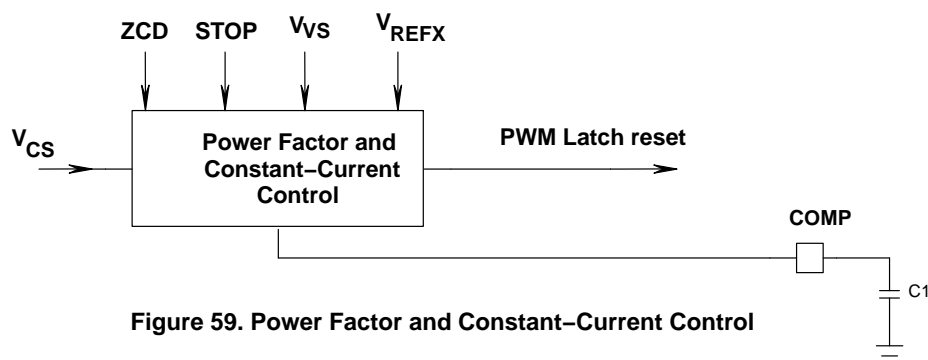 ZCD STOP VVS VREFX
VCS
Power Factor and
Constant−Current
Control
PWM Latch reset
COMP
C1
Figure 59. Power Factor and Constant−Current Control